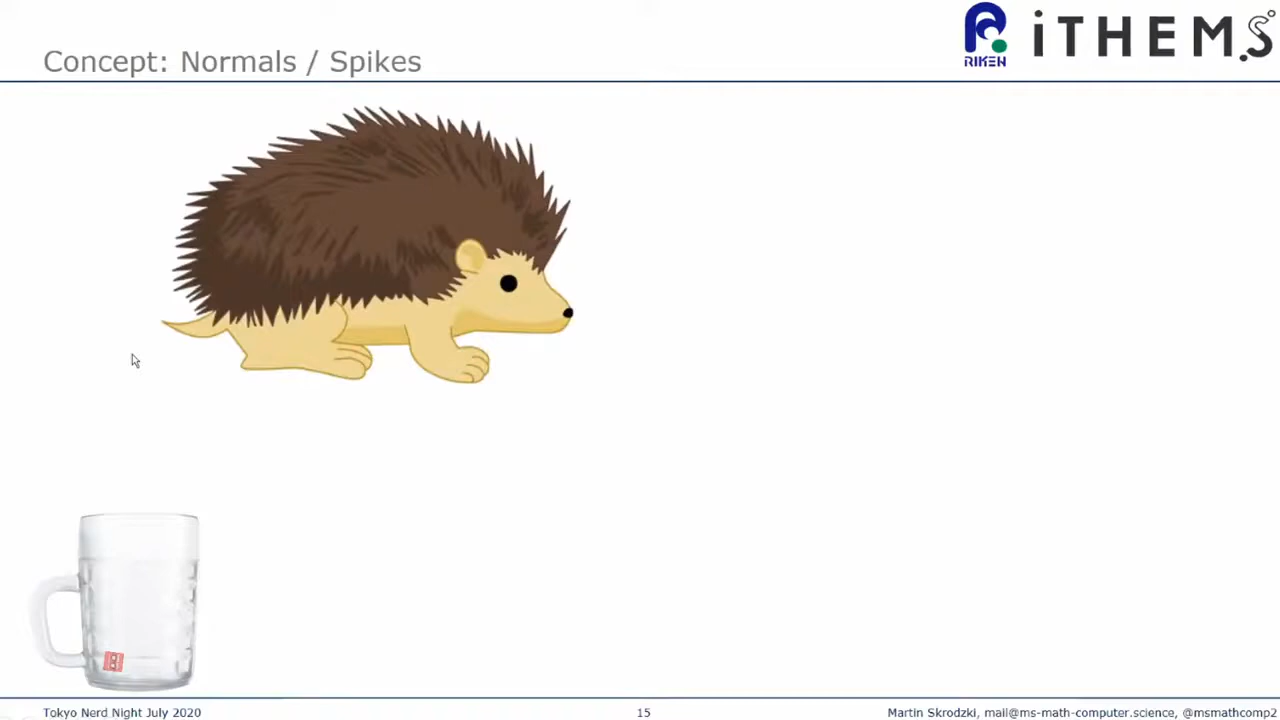 Concept: Normals / Spikes
RIKEN
iTHEMS
Tokyo Nerd Night July 2020
15
Martin Skrodzki, mail@ms-math-computer.science, @msmathcomp2